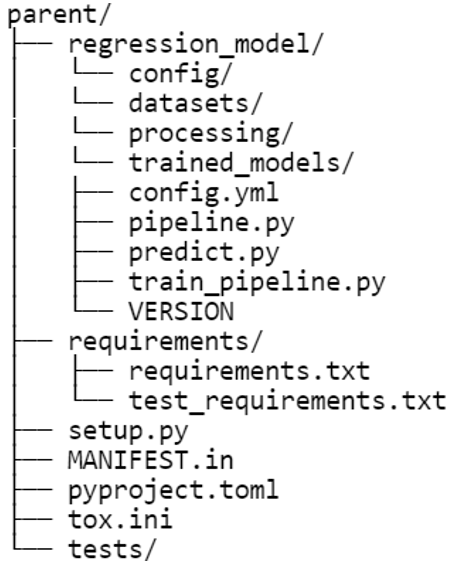 parent/
├── regression_model/
│   └── config/
│   └── datasets/
│   └── processing/
│   └── trained_models/
│   ├── config.yml
│   ├── pipeline.py
│   ├── predict.py
│   ├── train_pipeline.py
│   └── VERSION
├── requirements/
│   ├── requirements.txt
│   └── test_requirements.txt
├── setup.py
├── MANIFEST.in
├── pyproject.toml
├── tox.ini
└── tests/